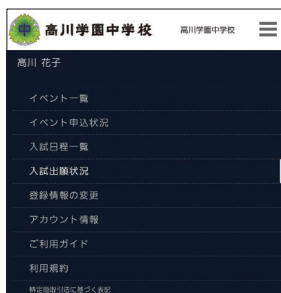 中 高川学園中学校 高川学園中学校
高川 花子
イベント一覧
イベント申込状況
入試日程一覧
入試出願状況
登録情報の変更
アカウント情報
ご利用ガイド
利用規約
特定商取引法に基づく表記